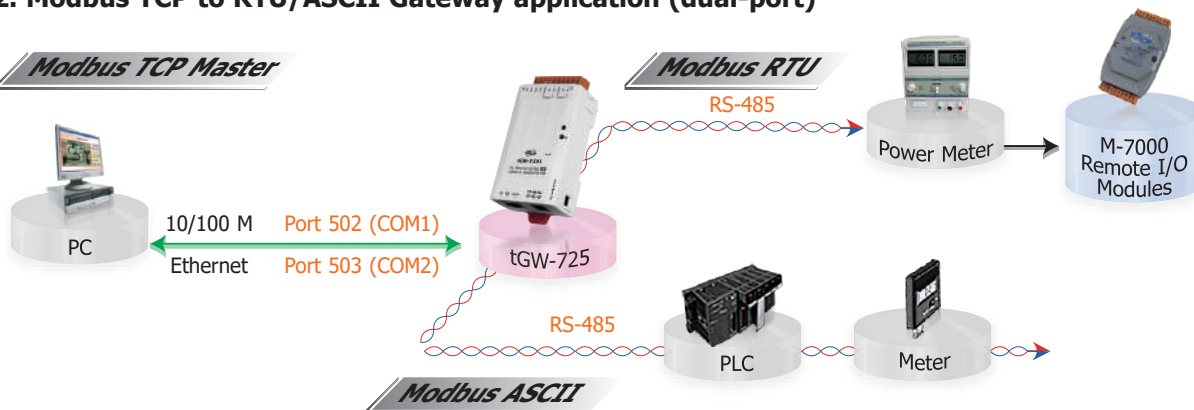 2. Modbus TCP to RTU/ASCII Gateway application (dual-port)
Modbus TCP Master
Modbus RTU
RS-485
Power Meter
M-7000
Remote I/O
Modules
PC
10/100 M
Port 502 (COM1)
Ethernet
Port 503 (COM2)
tGW-725
RS-485
PLC
Meter
Modbus ASCII